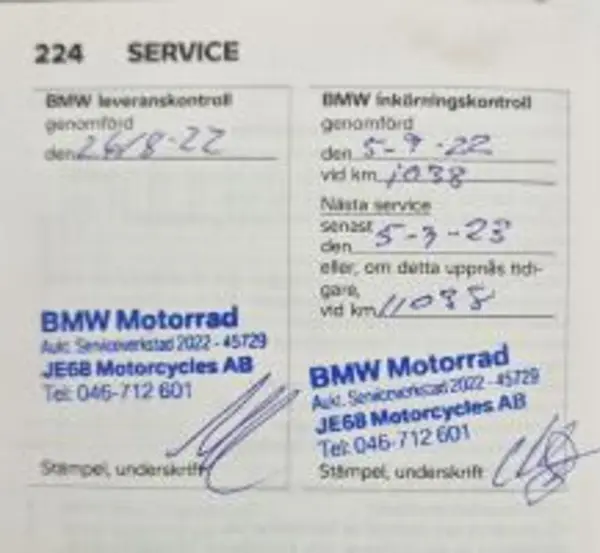 224 SERVICE
BMW leveranskontroll
genomförd
den 26/8-22
BMW Motorrad
Aukt. Serviceverkstad 2022 - 45729
JE68 Motorcycles AB
Tel: 046-712 601
Stämpel, underskrift
BMW inkörningskontroll
genomförd
den 5-9-22
vid km 1038
Nästa service
senast
den 5-3-23
eller, om detta uppnås tidi-
gare,
vid km 11038
BMW Motorrad
Aukt. Serviceverkstad 2022 - 45729
JE68 Motorcycles AB
Tel: 046-712 601
Stämpel, underskrift